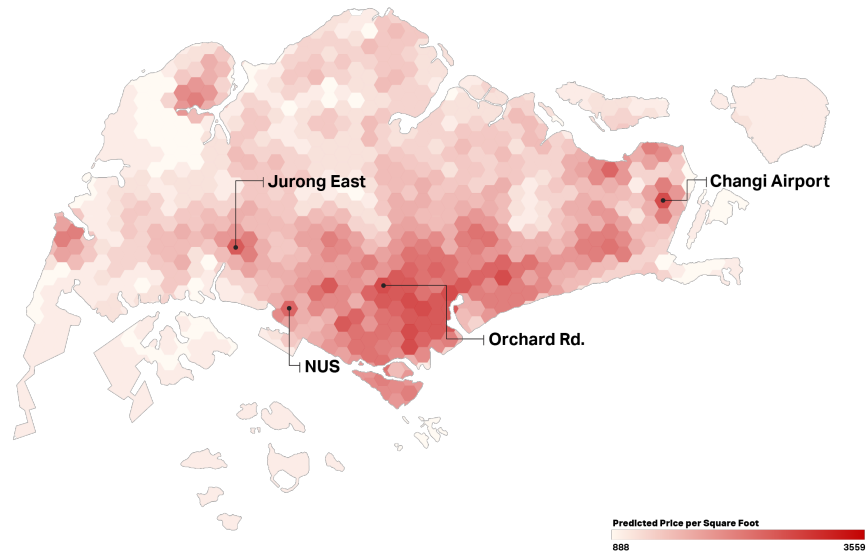 Jurong East
Changi Airport
Orchard Rd.
NUS
Predicted Price per Square Foot
888
3559